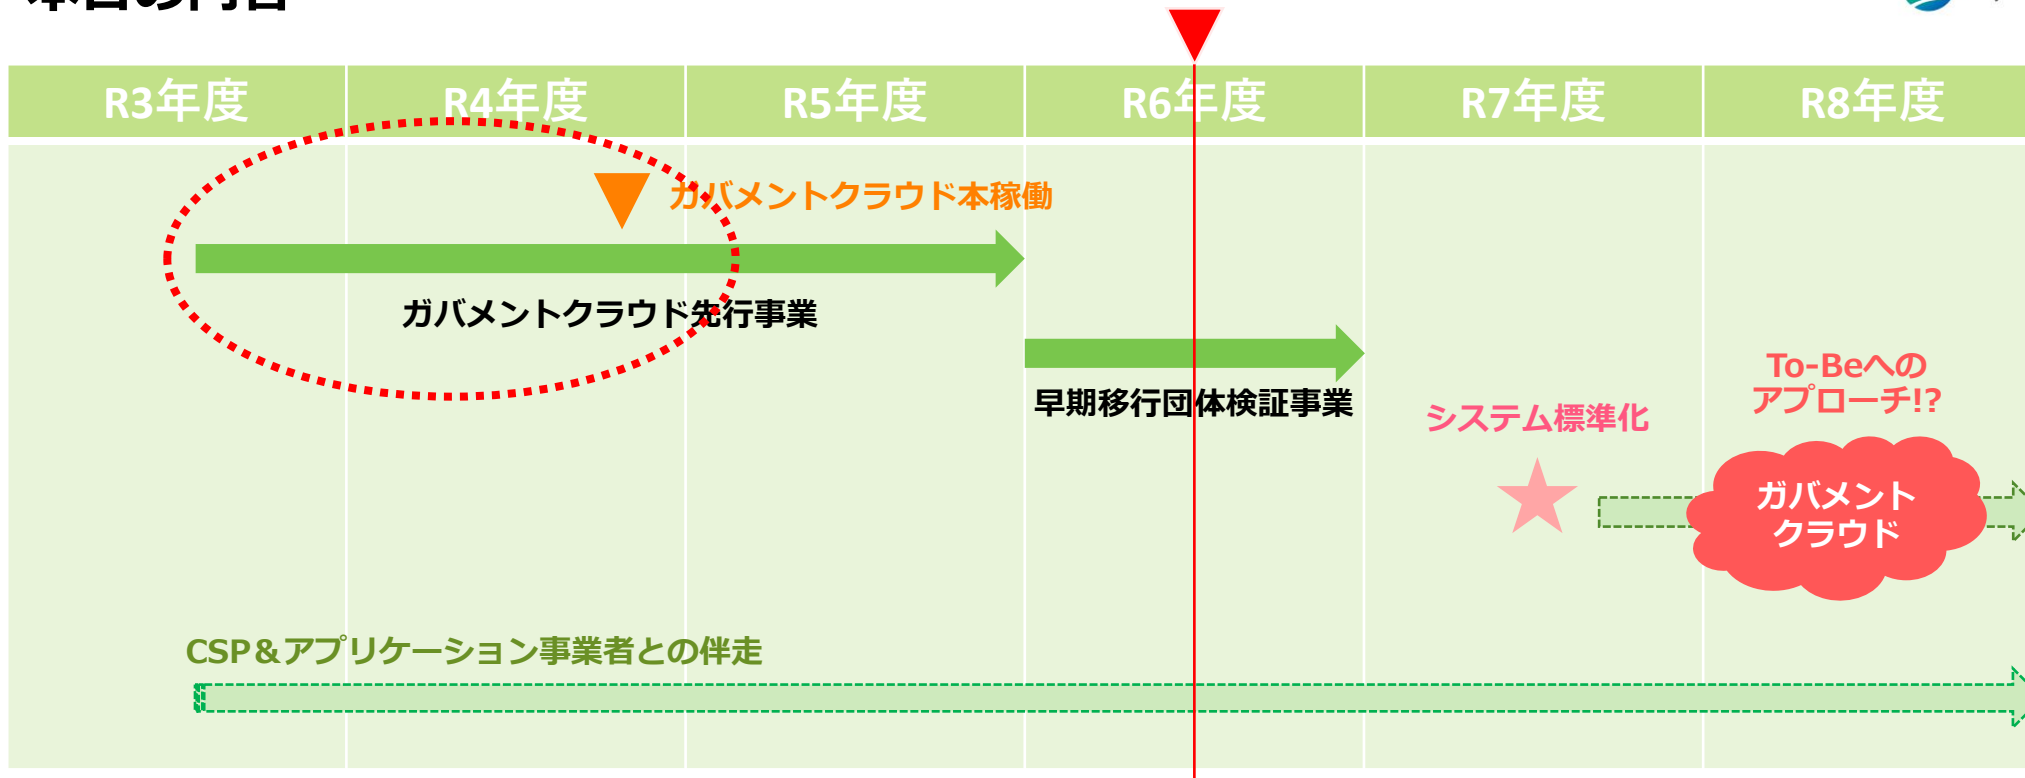 本日の内容
R3年度
R4年度
R5年度
R6年度
R7年度
R8年度
ガバメントクラウド本稼働
ガバメントクラウド先行事業
早期移行団体検証事業
システム標準化
To-Beへの
アプローチ!?
ガバメント
クラウド
CSP&アプリケーション事業者との伴走